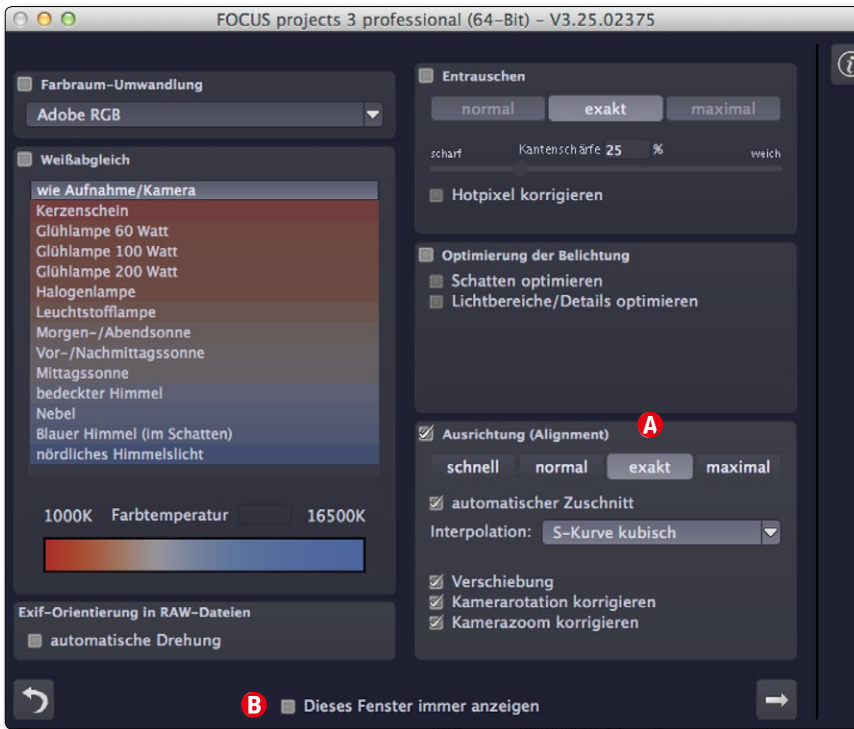 FOCUS projects 3 professional (64-Bit) - V3.25.02375
Farbraum-Umwandlung
Adobe RGB
Weißabgleich
wie Aufnahme/Kamera
Kerzenschein
Glühlampe 60 Watt
Glühlampe 100 Watt
Glühlampe 200 Watt
Halogenlampe
Leuchtstofflampe
Morgen-/Abendsonne
Vor-/Nachmittagssonne
Mittagssonne
bedeckter Himmel
Nebel
Blauer Himmel (im Schatten)
nördliches Himmelslicht
1000K Farbtemperatur 16500K
Exif-Orientierung in RAW-Dateien
automatische Drehung
Entrauschen
normal exakt maximal
scharf Kantenschärfe 25 % weich
Hotpixel korrigieren
Optimierung der Belichtung
Schatten optimieren
Lichtbereiche/Details optimieren
A
Ausrichtung (Alignment)
schnell normal exakt maximal
automatischer Zuschnitt
Interpolation: S-Kurve kubisch
Verschiebung
Kamerarotation korrigieren
Kamerazoom korrigieren
B Dieses Fenster immer anzeigen